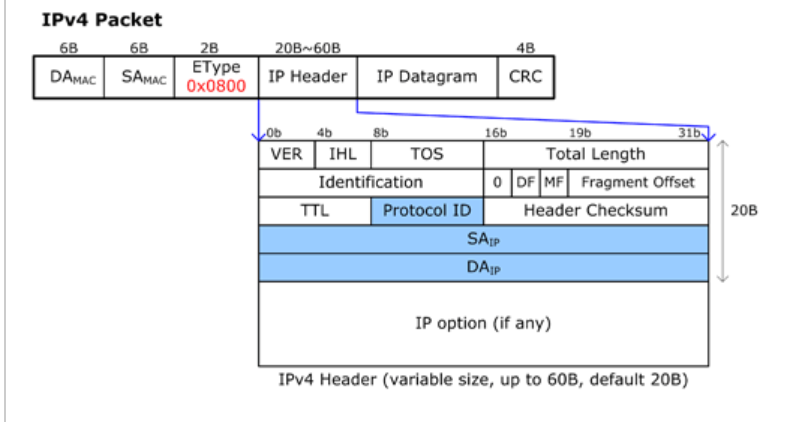 IPv4 Packet
6B 6B 2B 20B~60B 4B
DAMAC SAMAC EType 0x0800 IP Header IP Datagram CRC
0b 4b 8b 16b 19b 31b
VER IHL TOS Total Length
Identification 0 DF MF Fragment Offset
TTL Protocol ID Header Checksum 20B
SAIP
DAIP
IP option (if any)
IPv4 Header (variable size, up to 60B, default 20B)